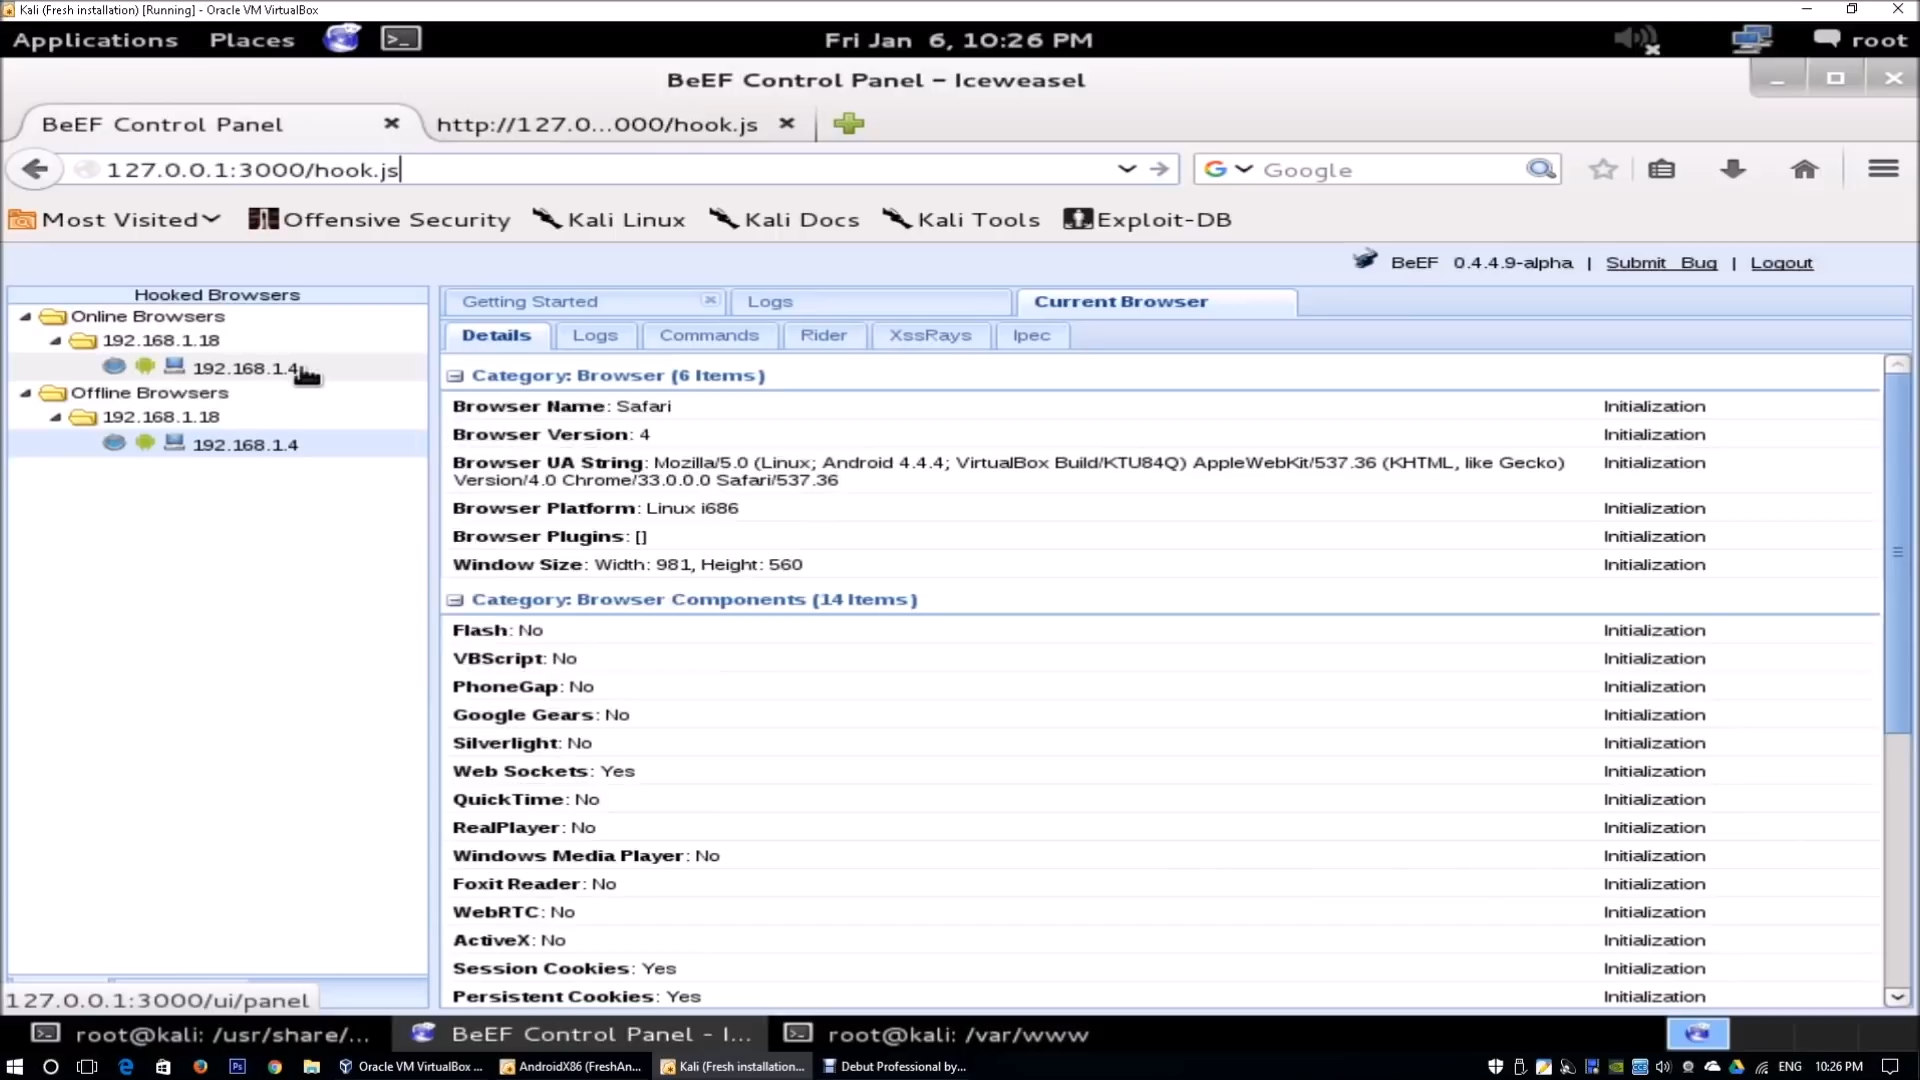 Kali (Fresh installation) [Running] - Oracle VM VirtualBox
Applications Places Fri Jan 6, 10:26 PM root
BeEF Control Panel - Iceweasel
BeEF Control Panel http://127.0...000/hook.js
127.0.0.1:3000/hook.js Google
Most Visited Offensive Security Kali Linux Kali Docs Kali Tools Exploit-DB
BeEF 0.4.4.9-alpha | Submit Bug | Logout
Hooked Browsers
Online Browsers
192.168.1.18
192.168.1.4
Offline Browsers
192.168.1.18
192.168.1.4
Getting Started Logs Current Browser
Details Logs Commands Rider XssRays Ipec
Category: Browser (6 Items)
Browser Name: Safari Initialization
Browser Version: 4 Initialization
Browser UA String: Mozilla/5.0 (Linux; Android 4.4.4; VirtualBox Build/KTU84Q) AppleWebKit/537.36 (KHTML, like Gecko) Initialization
Version/4.0 Chrome/33.0.0.0 Safari/537.36
Browser Platform: Linux i686 Initialization
Browser Plugins: [] Initialization
Window Size: Width: 981, Height: 560 Initialization
Category: Browser Components (14 Items)
Flash: No Initialization
VBScript: No Initialization
PhoneGap: No Initialization
Google Gears: No Initialization
Silverlight: No Initialization
Web Sockets: Yes Initialization
QuickTime: No Initialization
RealPlayer: No Initialization
Windows Media Player: No Initialization
Foxit Reader: No Initialization
WebRTC: No Initialization
ActiveX: No Initialization
Session Cookies: Yes Initialization
Persistent Cookies: Yes Initialization
127.0.0.1:3000/ui/panel
root@kali: /usr/share/... BeEF Control Panel - I... root@kali: /var/www
Oracle VM VirtualBox ... AndroidX86 (FreshAn... Kali (Fresh installation... Debut Professional by... ENG 10:26 PM